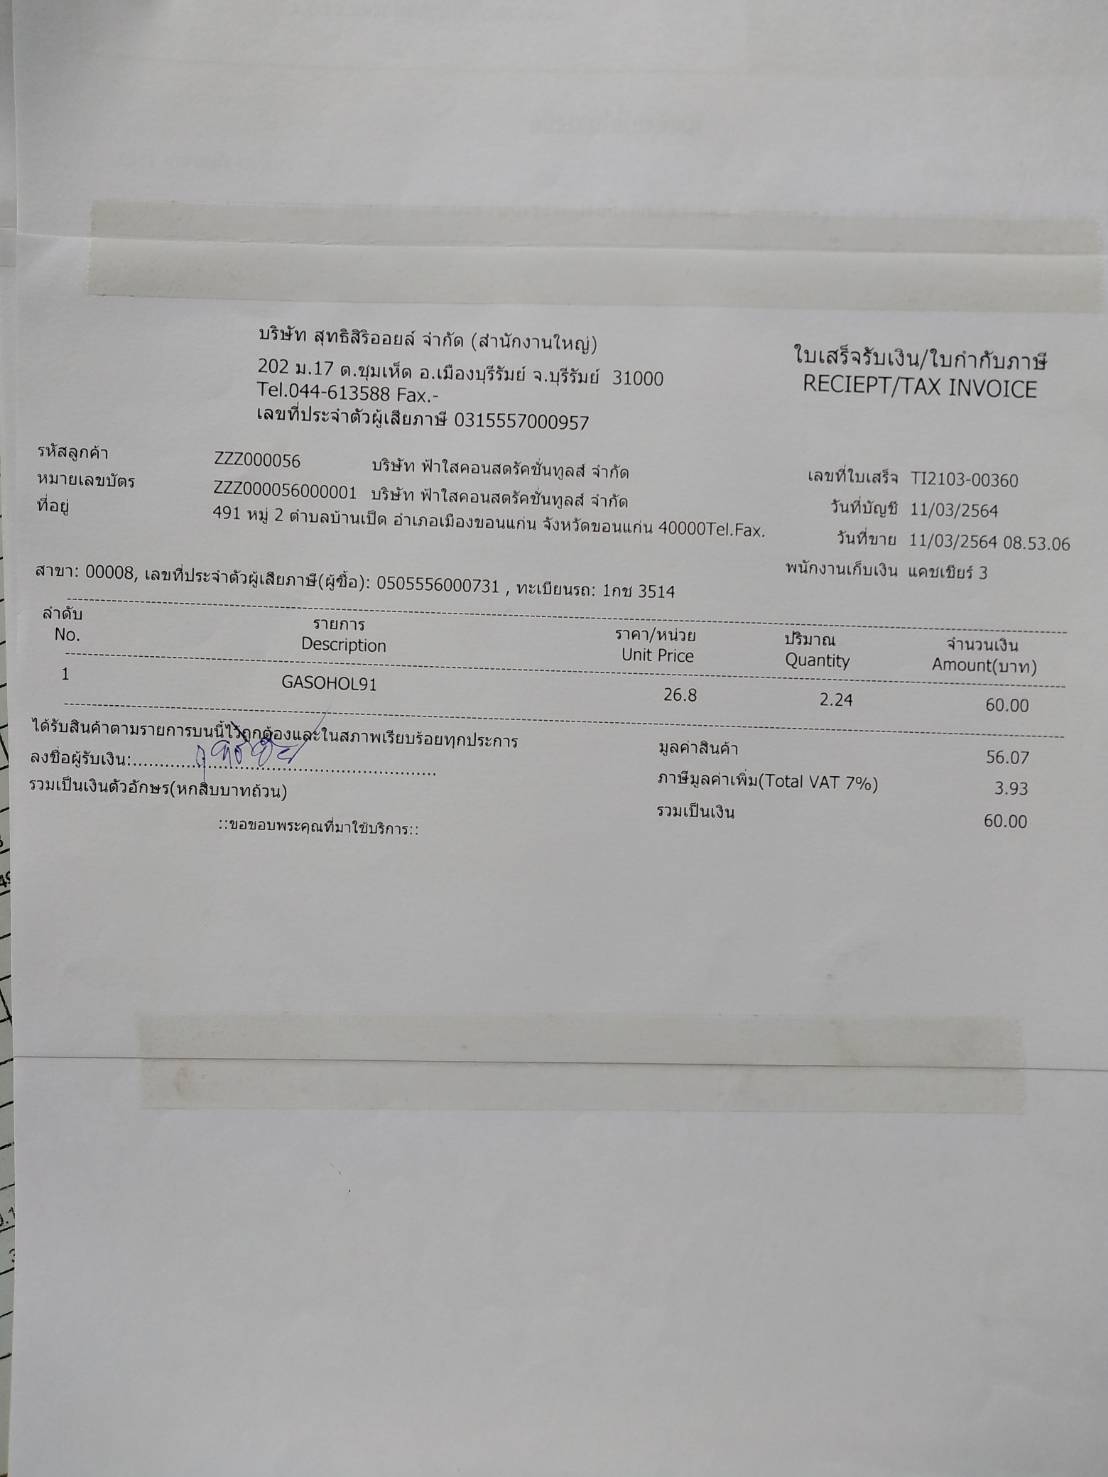 บริษัท สุทธิสิริออยล์ จำกัด (สำนักงานใหญ่)
202 ม.17 ต.ชุมเห็ด อ.เมืองบุรีรัมย์ จ.บุรีรัมย์ 31000
Tel.044-613588 Fax.-
เลขที่ประจำตัวผู้เสียภาษี 0315557000957
ใบเสร็จรับเงิน/ใบกำกับภาษี
RECIEPT/TAX INVOICE
รหัสลูกค้า ZZZ000056 บริษัท ฟ้าใสคอนสตรัคชั่นทูลส์ จำกัด
หมายเลขบัตร ZZZ000056000001 บริษัท ฟ้าใสคอนสตรัคชั่นทูลส์ จำกัด
ที่อยู่ 491 หมู่ 2 ตำบลบ้านเป็ด อำเภอเมืองขอนแก่น จังหวัดขอนแก่น 40000Tel.Fax.
เลขที่ใบเสร็จ TI2103-00360
วันที่บัญชี 11/03/2564
วันที่ขาย 11/03/2564 08.53.06
พนักงานเก็บเงิน แคชเชียร์ 3
สาขา: 00008, เลขที่ประจำตัวผู้เสียภาษี(ผู้ซื้อ): 0505556000731 , ทะเบียนรถ: 1กช 3514
ลำดับ รายการ ราคา/หน่วย ปริมาณ จำนวนเงิน
No. Description Unit Price Quantity Amount(บาท)
1 GASOHOL91 26.8 2.24 60.00
ได้รับสินค้าตามรายการบนนี้ไว้ถูกต้องและในสภาพเรียบร้อยทุกประการ
ลงชื่อผู้รับเงิน:......................................................
รวมเป็นเงินตัวอักษร(หกสิบบาทถ้วน)
::ขอขอบพระคุณที่มาใช้บริการ::
มูลค่าสินค้า 56.07
ภาษีมูลค่าเพิ่ม(Total VAT 7%) 3.93
รวมเป็นเงิน 60.00